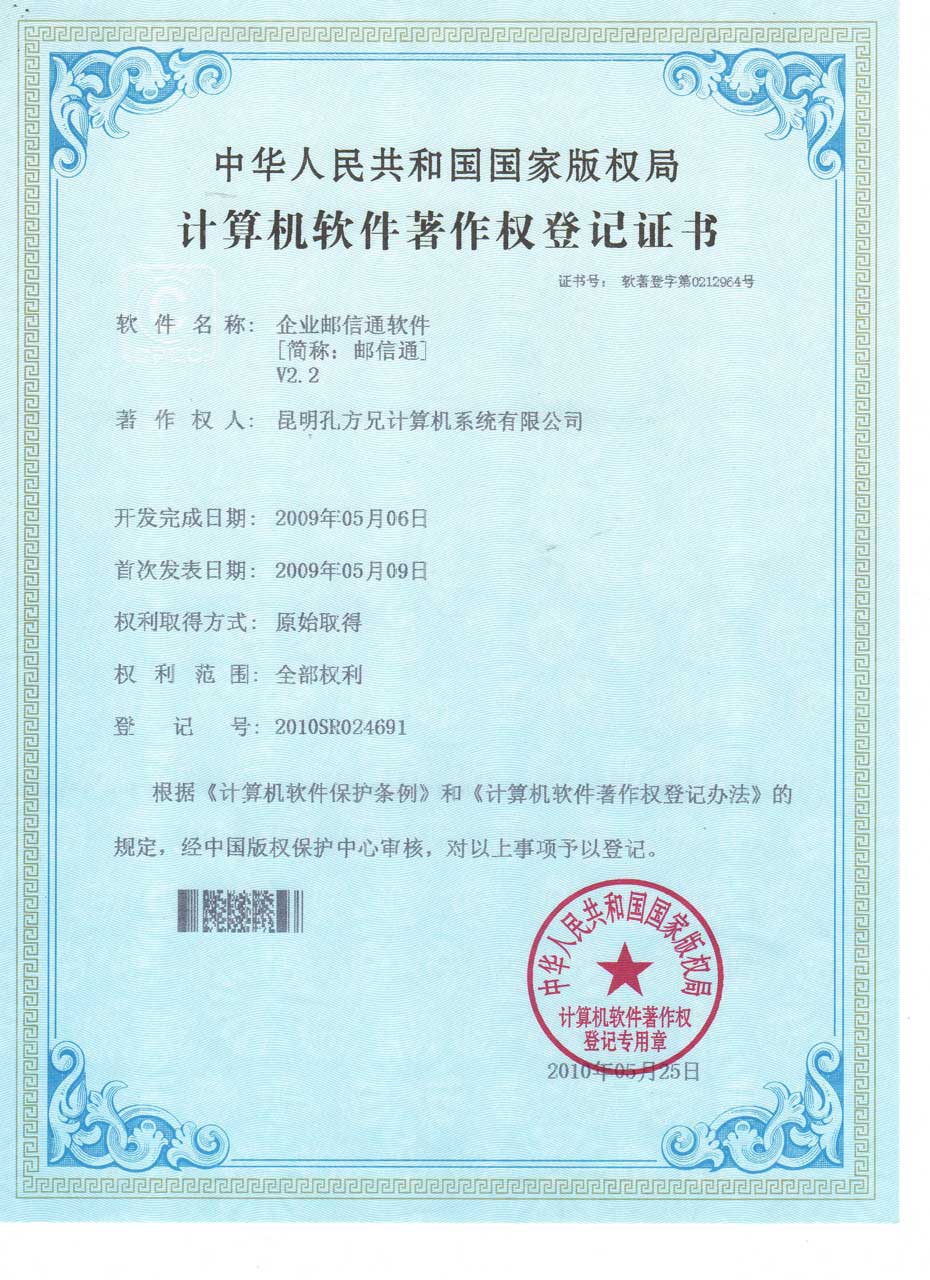 中华人民共和国国家版权局
计算机软件著作权登记证书
证书号： 软著登字第0212964号
软件名称： 企业邮信通软件
[简称：邮信通]
V2.2
著作权人： 昆明孔方兄计算机系统有限公司
开发完成日期： 2009年05月06日
首次发表日期： 2009年05月09日
权利取得方式： 原始取得
权利范围： 全部权利
登记号： 2010SR024691
根据《计算机软件保护条例》和《计算机软件著作权登记办法》的
规定，经中国版权保护中心审核，对以上事项予以登记。
中华人民共和国国家版权局
计算机软件著作权
登记专用章
2010年05月25日